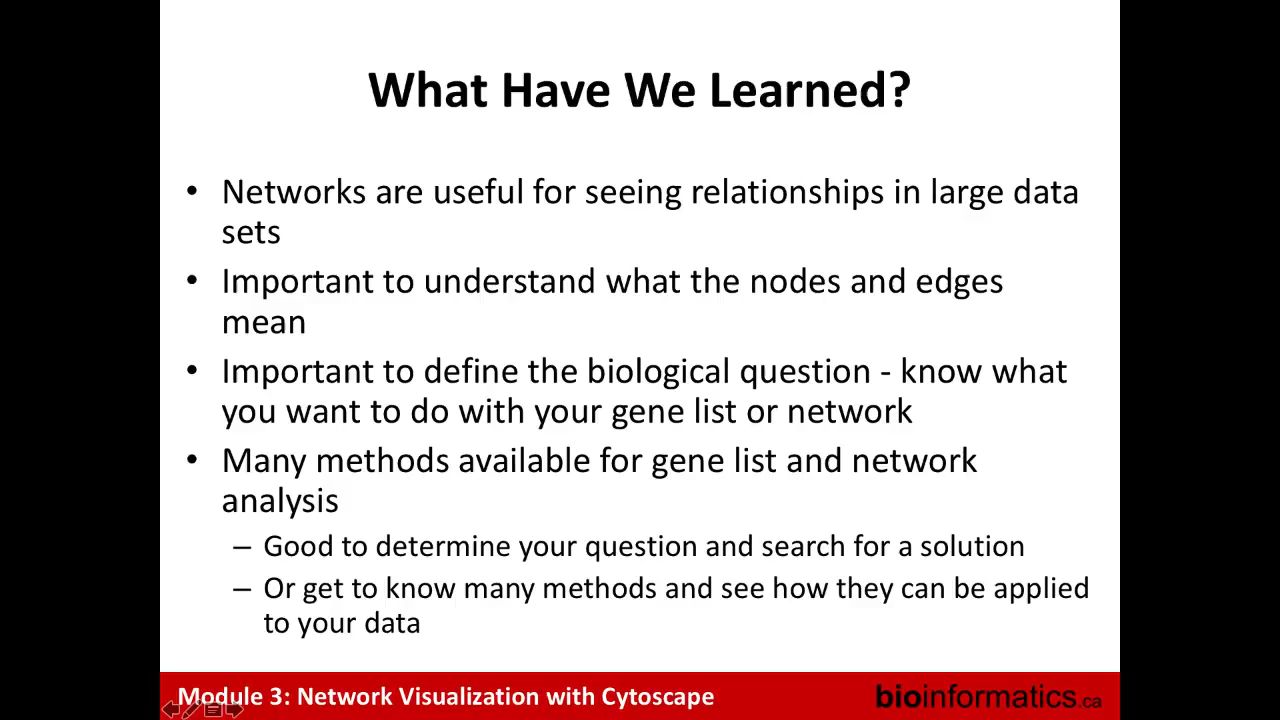 What Have We Learned?
• Networks are useful for seeing relationships in large data
sets
• Important to understand what the nodes and edges
mean
• Important to define the biological question - know what
you want to do with your gene list or network
• Many methods available for gene list and network
analysis
– Good to determine your question and search for a solution
– Or get to know many methods and see how they can be applied
to your data
Module 3: Network Visualization with Cytoscape
bioinformatics.ca